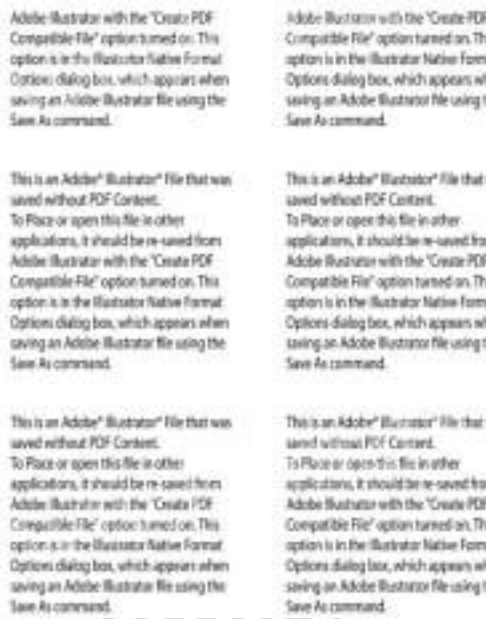 Adobe Illustrator with the "Create PDF
Compatible File" option turned on. This
option is in the Illustrator Native Format
Options dialog box, which appears when
saving an Adobe Illustrator file using the
Save As command.
Adobe Illustrator with the "Create PDF
Compatible File" option turned on. Th
option is in the Illustrator Native Form
Options dialog box, which appears wh
saving an Adobe Illustrator file using t
Save As command.
This is an Adobe® Illustrator® File that was
saved without PDF Content.
To Place or open this file in other
applications, it should be re-saved from
Adobe Illustrator with the "Create PDF
Compatible File" option turned on. This
option is in the Illustrator Native Format
Options dialog box, which appears when
saving an Adobe Illustrator file using the
Save As command.
This is an Adobe® Illustrator® File that
saved without PDF Content.
To Place or open this file in other
applications, it should be re-saved fro
Adobe Illustrator with the "Create PDF
Compatible File" option turned on. Th
option is in the Illustrator Native Form
Options dialog box, which appears wh
saving an Adobe Illustrator file using t
Save As command.
This is an Adobe® Illustrator® File that was
saved without PDF Content.
To Place or open this file in other
applications, it should be re-saved from
Adobe Illustrator with the "Create PDF
Compatible File" option turned on. This
option is in the Illustrator Native Format
Options dialog box, which appears when
saving an Adobe Illustrator file using the
Save As command.
This is an Adobe® Illustrator® File that
saved without PDF Content.
To Place or open this file in other
applications, it should be re-saved fro
Adobe Illustrator with the "Create PDF
Compatible File" option turned on. Th
option is in the Illustrator Native Form
Options dialog box, which appears wh
saving an Adobe Illustrator file using t
Save As command.